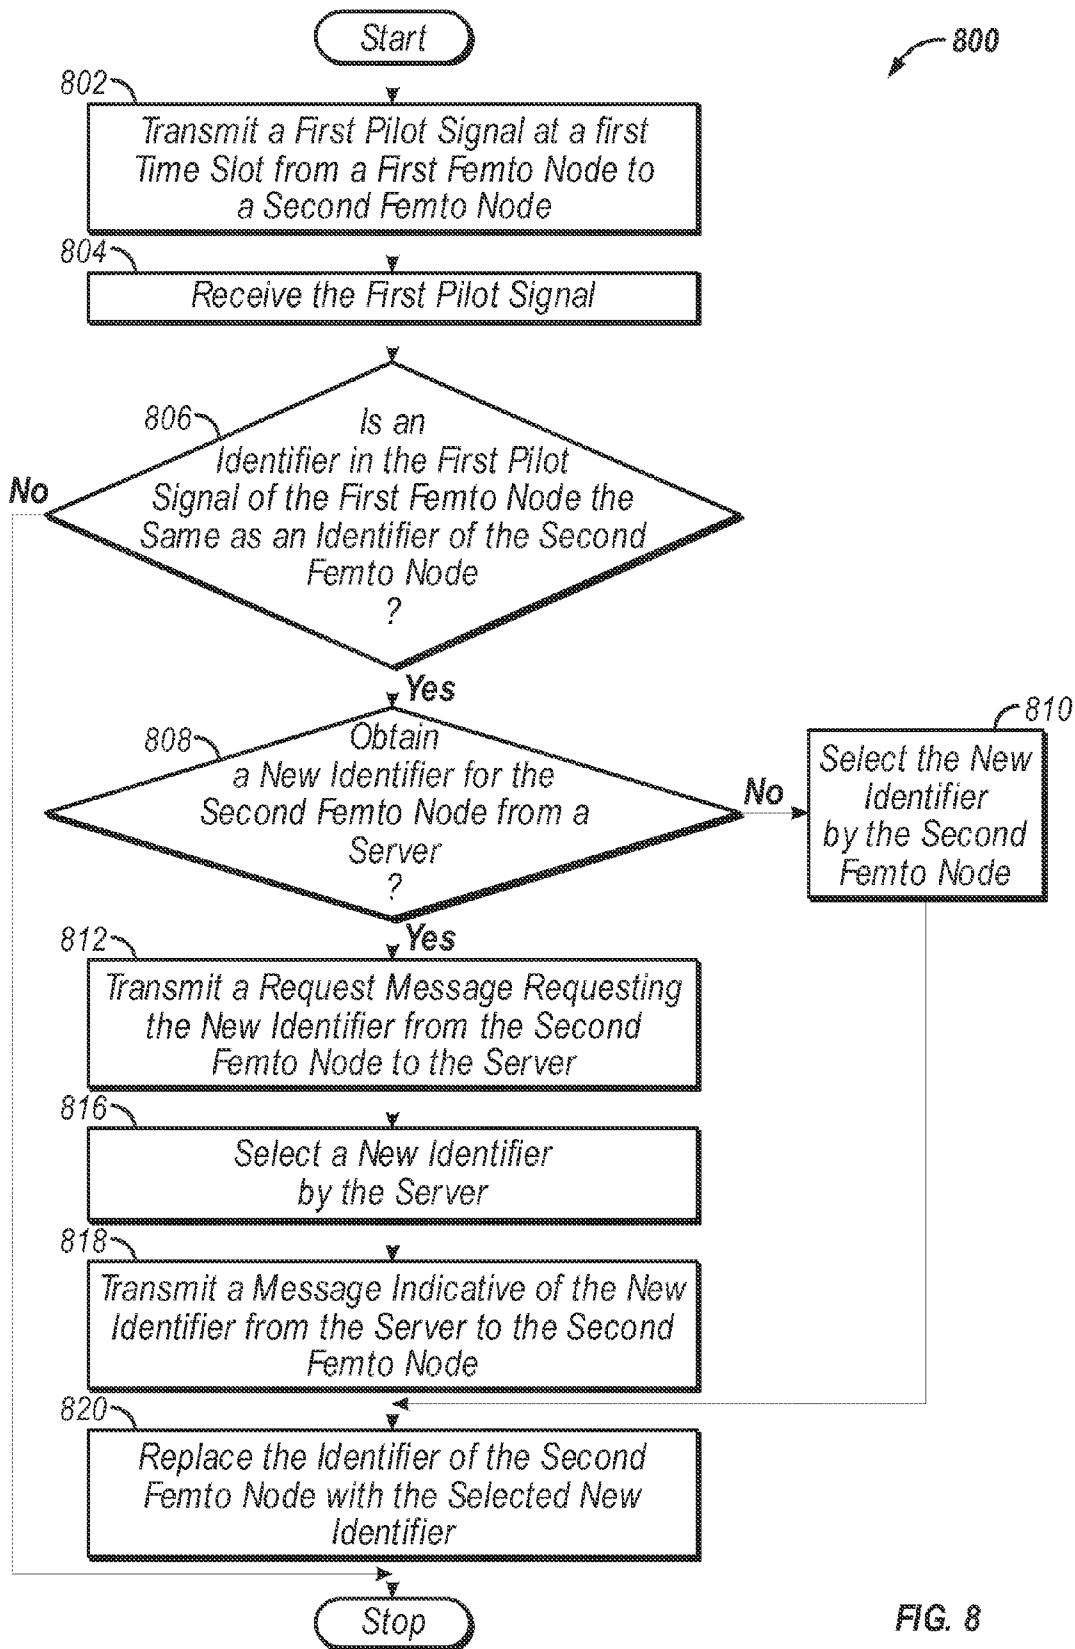 Start
800
802
Transmit a First Pilot Signal at a first
Time Slot from a First Femto Node to
a Second Femto Node
804
Receive the First Pilot Signal
806
Is an
Identifier in the First Pilot
Signal of the First Femto Node the
Same as an Identifier of the Second
Femto Node
?
No
Yes
808
Obtain
a New Identifier for the
Second Femto Node from a
Server
?
No
810
Select the New
Identifier
by the Second
Femto Node
Yes
812
Transmit a Request Message Requesting
the New Identifier from the Second
Femto Node to the Server
816
Select a New Identifier
by the Server
818
Transmit a Message Indicative of the New
Identifier from the Server to the Second
Femto Node
820
Replace the Identifier of the Second
Femto Node with the Selected New
Identifier
Stop
FIG. 8